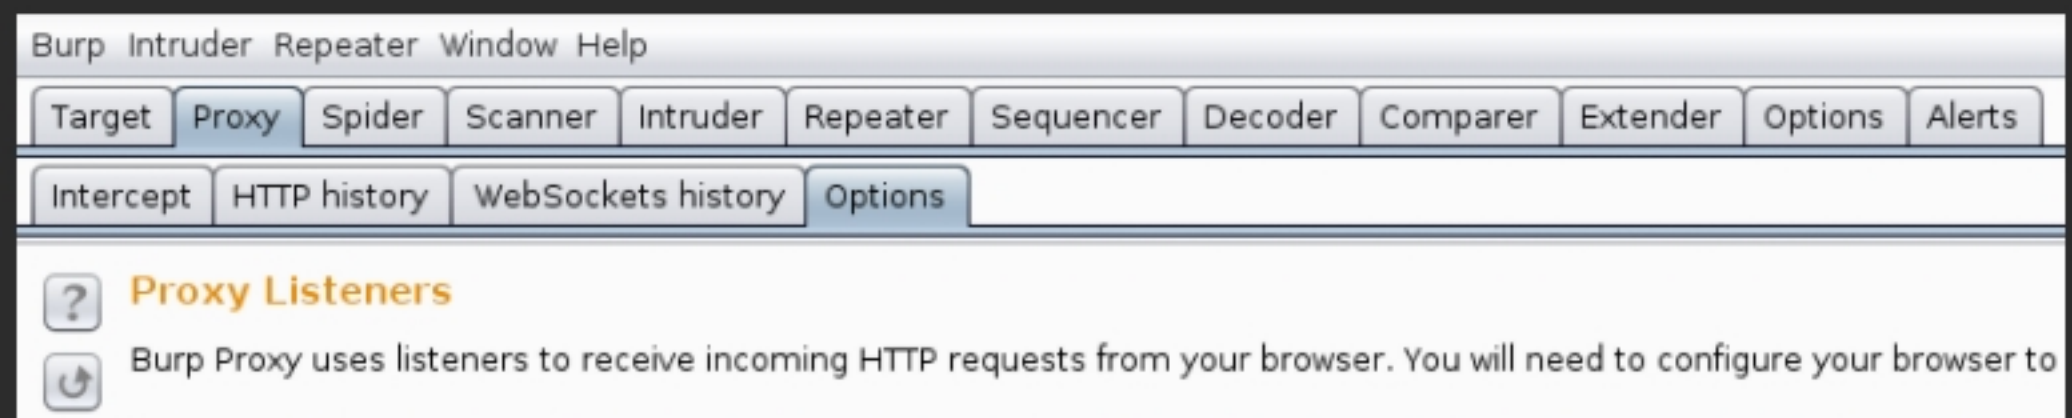 Burp Intruder Repeater Window Help
Target Proxy Spider Scanner Intruder Repeater Sequencer Decoder Comparer Extender Options Alerts
Intercept HTTP history WebSockets history Options
? Proxy Listeners
Burp Proxy uses listeners to receive incoming HTTP requests from your browser. You will need to configure your browser to